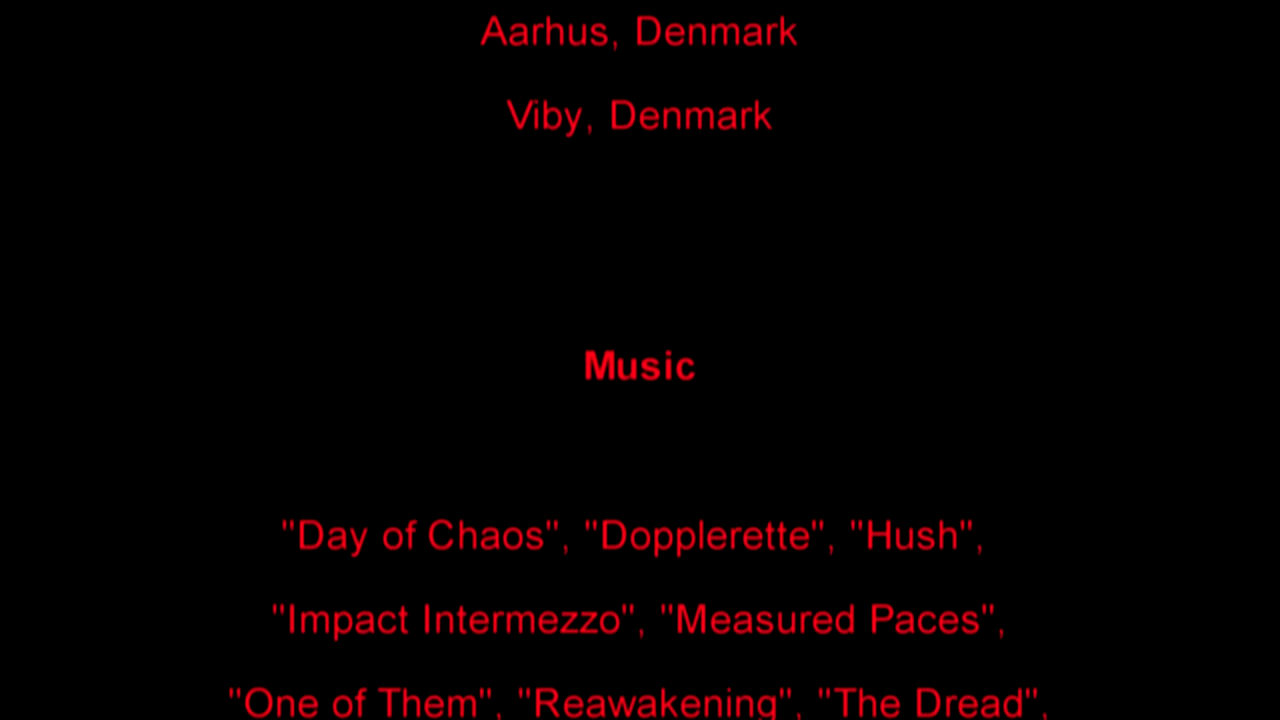 Aarhus, Denmark
Viby, Denmark
Music
"Day of Chaos", "Dopplerette", "Hush",
"Impact Intermezzo", "Measured Paces",
"One of Them", "Reawakening", "The Dread",